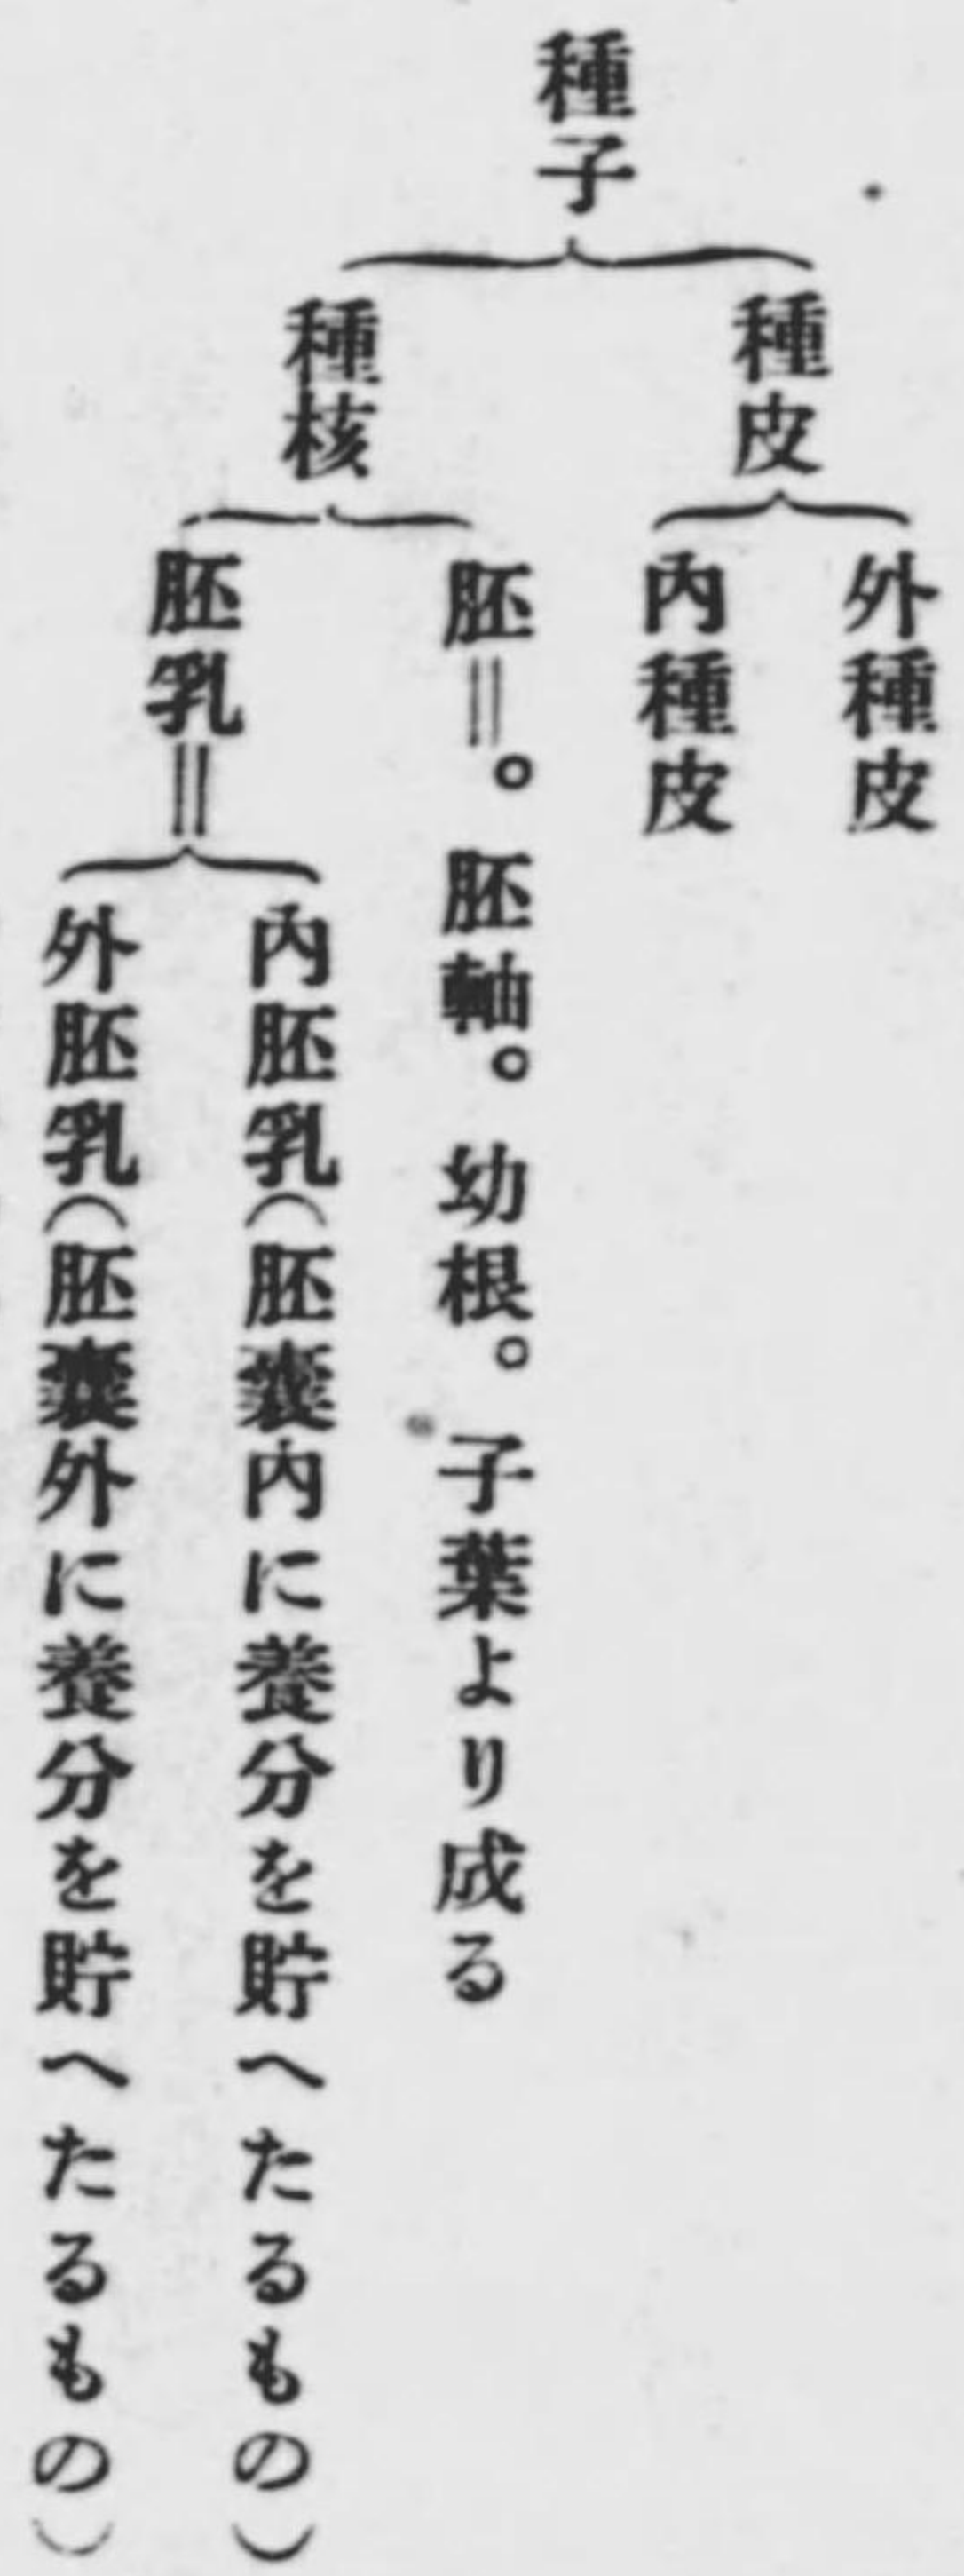 種子
種皮
外種皮
內種皮
種核
胚＝。胚軸。幼根。子葉より成る
胚乳＝
內胚乳(胚囊內に養分を貯へたるもの)
外胚乳(胚囊外に養分を貯へたるもの)